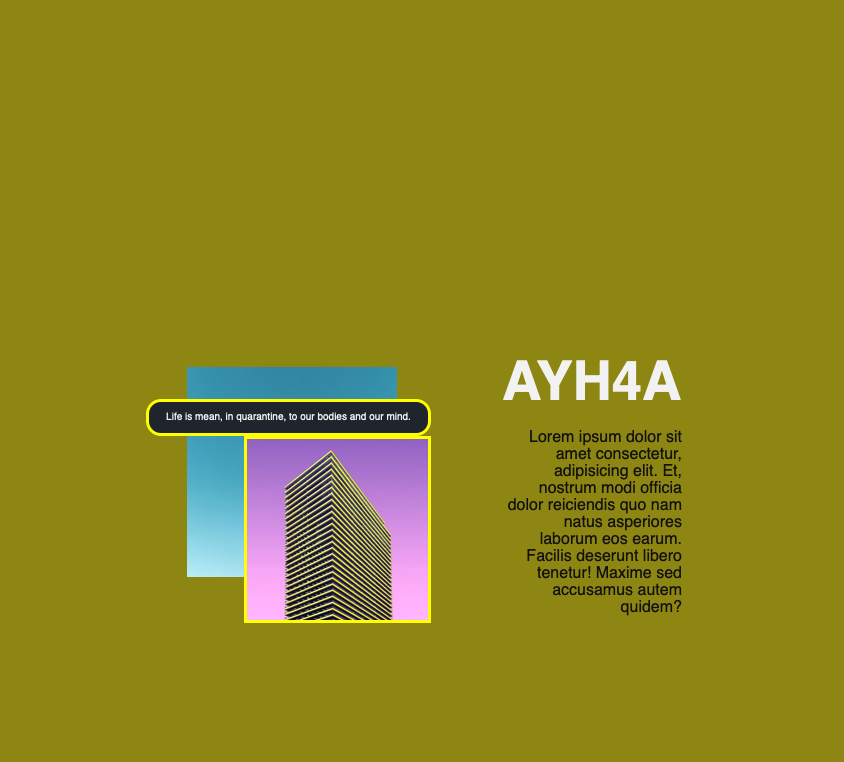 AYH4A
Life is mean, in quarantine, to our bodies and our mind.
Lorem ipsum dolor sit
amet consectetur,
adipisicing elit. Et,
nostrum modi officia
dolor reiciendis quo nam
natus asperiores
laborum eos earum.
Facilis deserunt libero
tenetur! Maxime sed
accusamus autem
quidem?